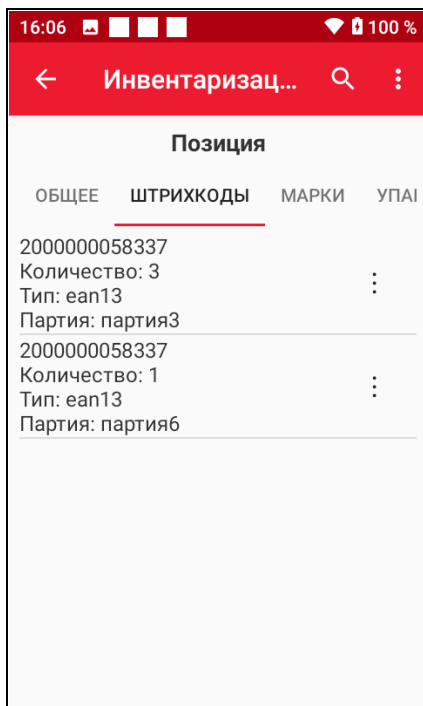 16:06 100 %
Инвентаризац...
Позиция
ОБЩЕЕ ШТРИХКОДЫ МАРКИ УПАІ
2000000058337
Количество: 3
Тип: ean13
Партия: партия3
2000000058337
Количество: 1
Тип: ean13
Партия: партия6